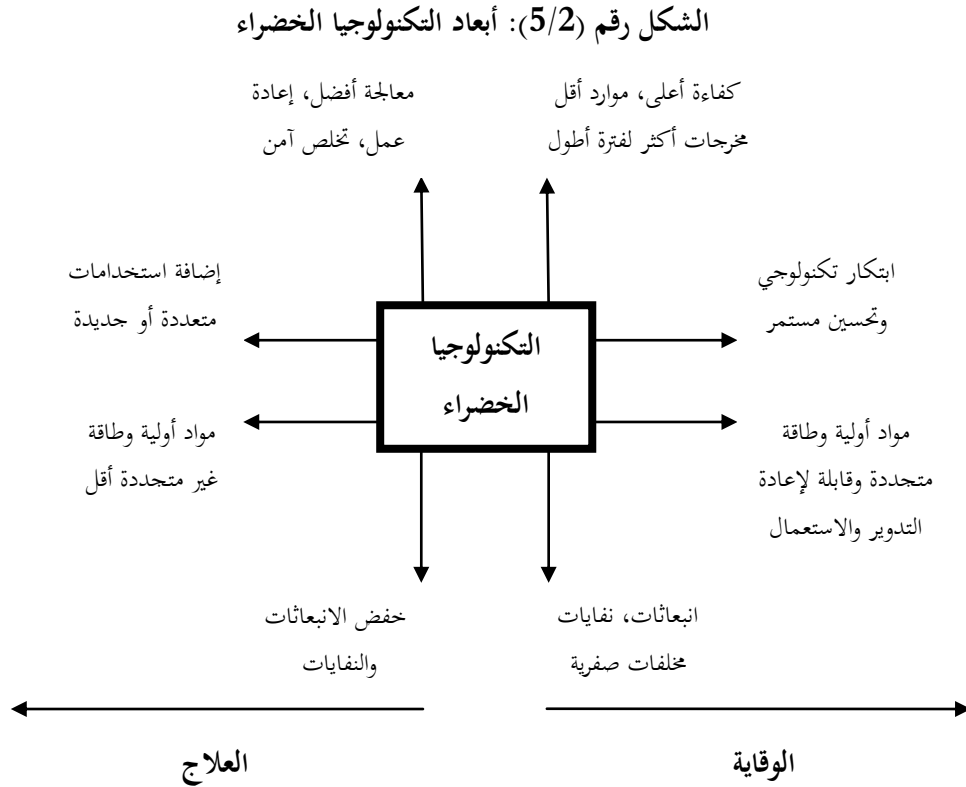 الشكل رقم (5/2): أبعاد التكنولوجيا الخضراء
كفاءة أعلى، موارد أقل
مخرجات أكثر لفترة أطول
معالجة أفضل، إعادة
عمل، تخلص آمن
ابتكار تكنولوجي
وتحسين مستمر
إضافة استخدامات
متعددة أو جديدة
التكنولوجيا
الخضراء
مواد أولية وطاقة
متجددة وقابلة لإعادة
التدوير والاستعمال
مواد أولية وطاقة
غير متجددة أقل
انبعاثات، نفايات
مخلفات صفرية
خفض الانبعاثات
والنفايات
الوقاية
العلاج